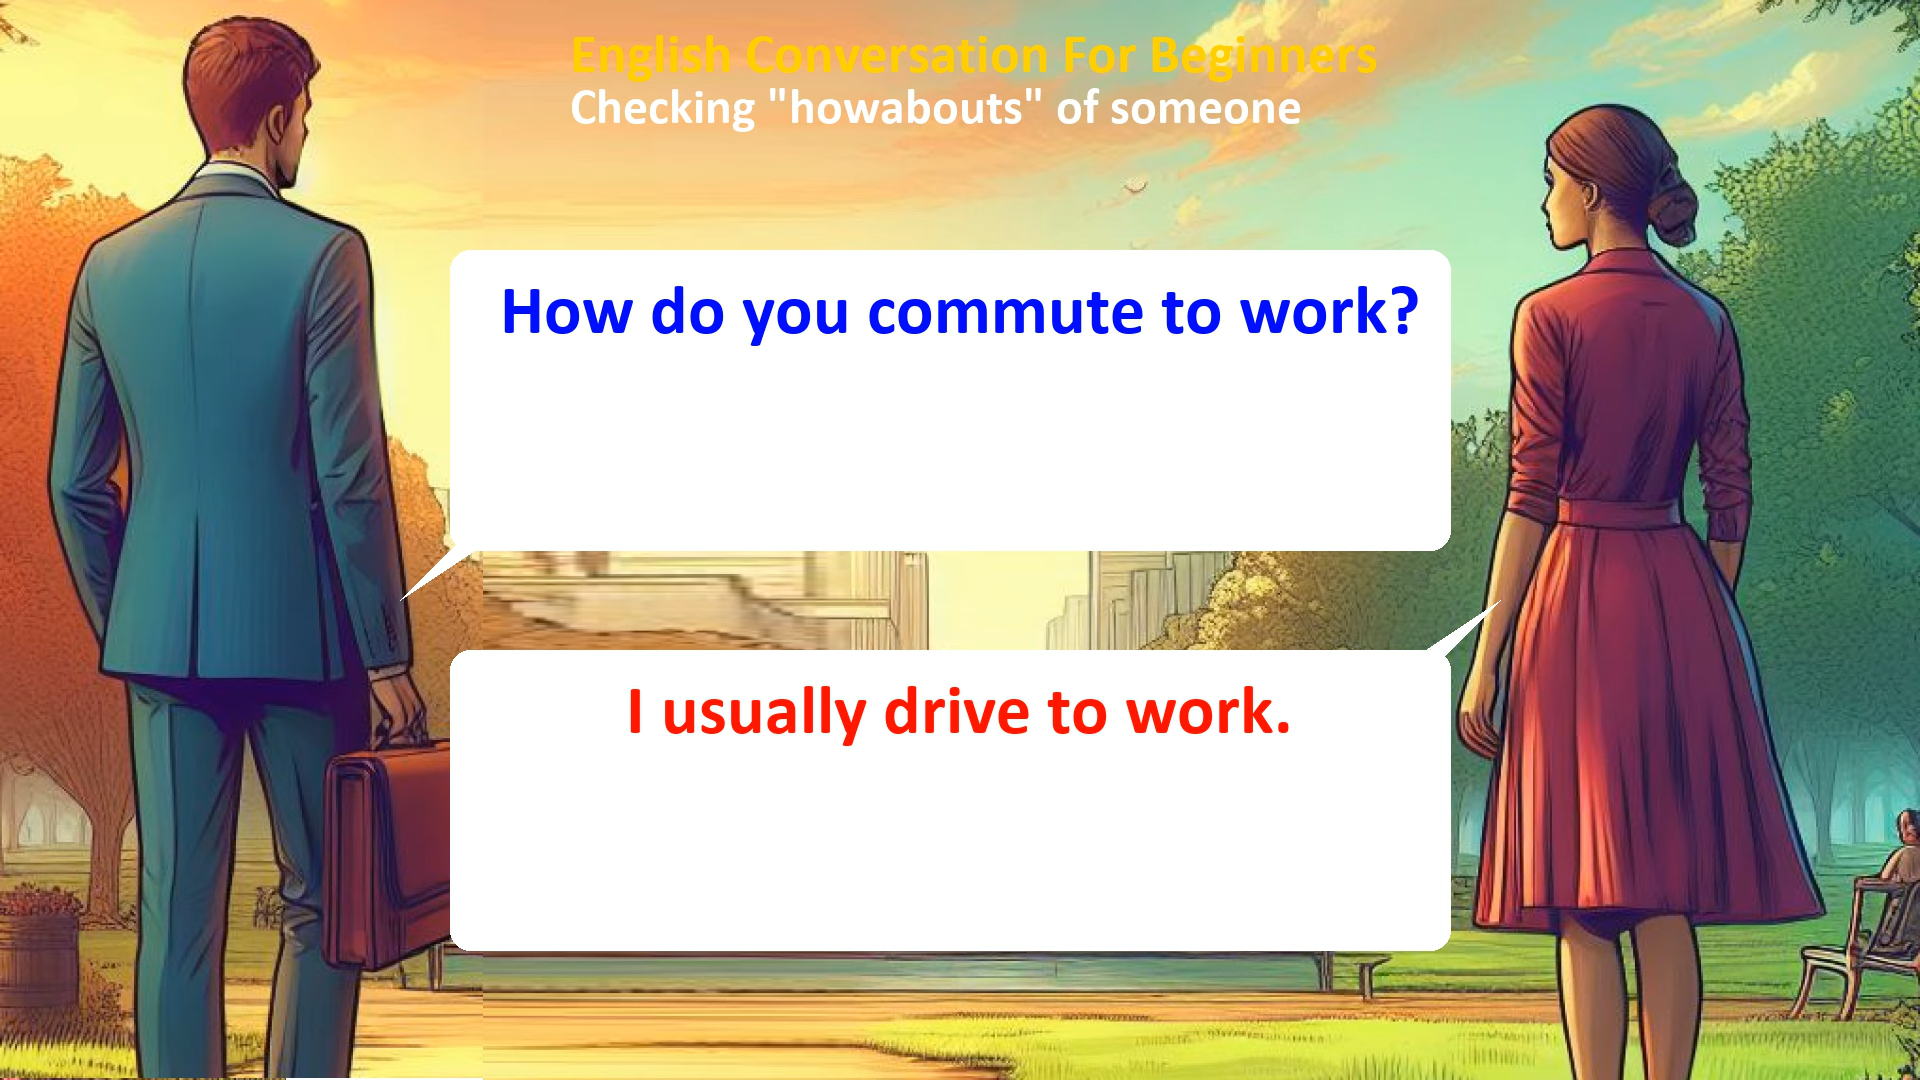 English Conversation For Beginners
Checking "howabouts" of someone
How do you commute to work?
I usually drive to work.